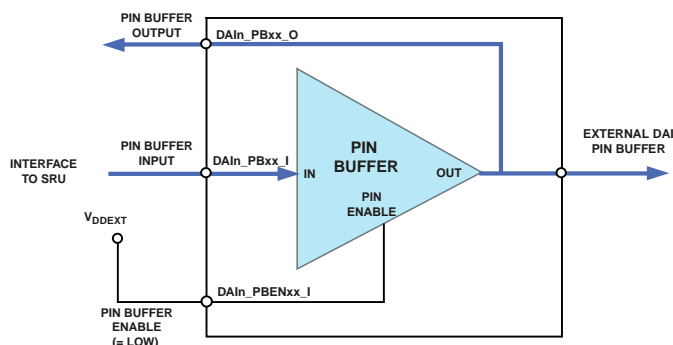 PIN BUFFER
OUTPUT
DAIn_PBxx_O
PIN BUFFER
INPUT
DAIn_PBxx_I
INTERFACE
TO SRU
IN
PIN
BUFFER
OUT
PIN
ENABLE
EXTERNAL DAI
PIN BUFFER
VDDEXT
DAIn_PBENxx_I
PIN BUFFER
ENABLE
(= LOW)